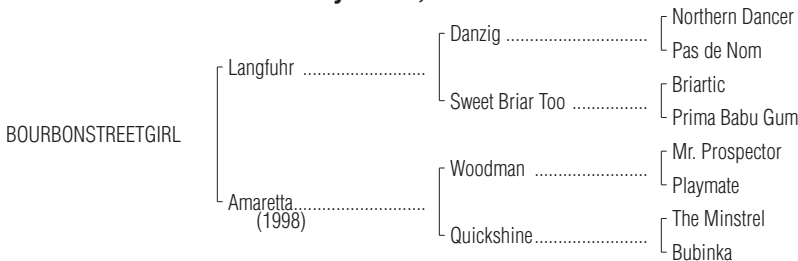 Northern Dancer
Danzig ................................
Pas de Nom
Langfuhr ...........................
Briartic
Sweet Briar Too .................
Prima Babu Gum
BOURBONSTREETGIRL
Mr. Prospector
Woodman .........................
Playmate
Amaretta.............................
(1998)
The Minstrel
Quickshine.........................
Bubinka